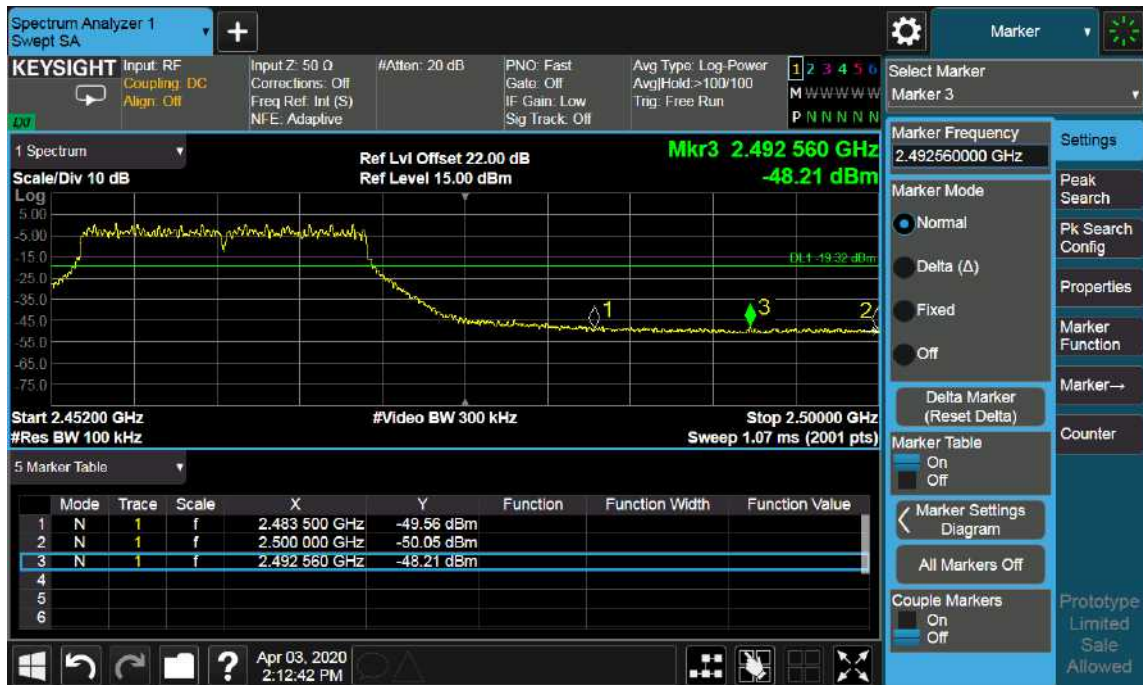 Spectrum Analyzer 1
Swept SA
+
Marker
KEYSIGHT
Input: RF
Coupling: DC
Align: Off
Input Z: 50 Ω
Corrections: Off
Freq Ref: Int (S)
NFE: Adaptive
#Atten: 20 dB
PNO: Fast
Gate: Off
IF Gain: Low
Sig Track: Off
Avg Type: Log-Power
Avg|Hold:>100/100
Trig: Free Run
1 2 3 4 5 6
M W W W W W
P N N N N N
LXI
Select Marker
Marker 3
1 Spectrum
Scale/Div 10 dB
Ref Lvl Offset 22.00 dB
Ref Level 15.00 dBm
Mkr3 2.492 560 GHz
-48.21 dBm
Log
5.00
-5.00
-15.0
-25.0
-35.0
-45.0
-55.0
-65.0
-75.0
DL1 -19.32 dBm
1
3
2
Start 2.45200 GHz
#Res BW 100 kHz
#Video BW 300 kHz
Stop 2.50000 GHz
Sweep 1.07 ms (2001 pts)
5 Marker Table
Mode Trace Scale X Y Function Function Width Function Value
1 N 1 f 2.483 500 GHz -49.56 dBm
2 N 1 f 2.500 000 GHz -50.05 dBm
3 N 1 f 2.492 560 GHz -48.21 dBm
4
5
6
Marker Frequency
2.492560000 GHz
Marker Mode
Normal
Delta (Δ)
Fixed
Off
Delta Marker
(Reset Delta)
Marker Table
On
Off
Marker Settings
Diagram
All Markers Off
Couple Markers
On
Off
Settings
Peak
Search
Pk Search
Config
Properties
Marker
Function
Marker→
Counter
Prototype
Limited
Sale
Allowed
?
Apr 03, 2020
2:12:42 PM